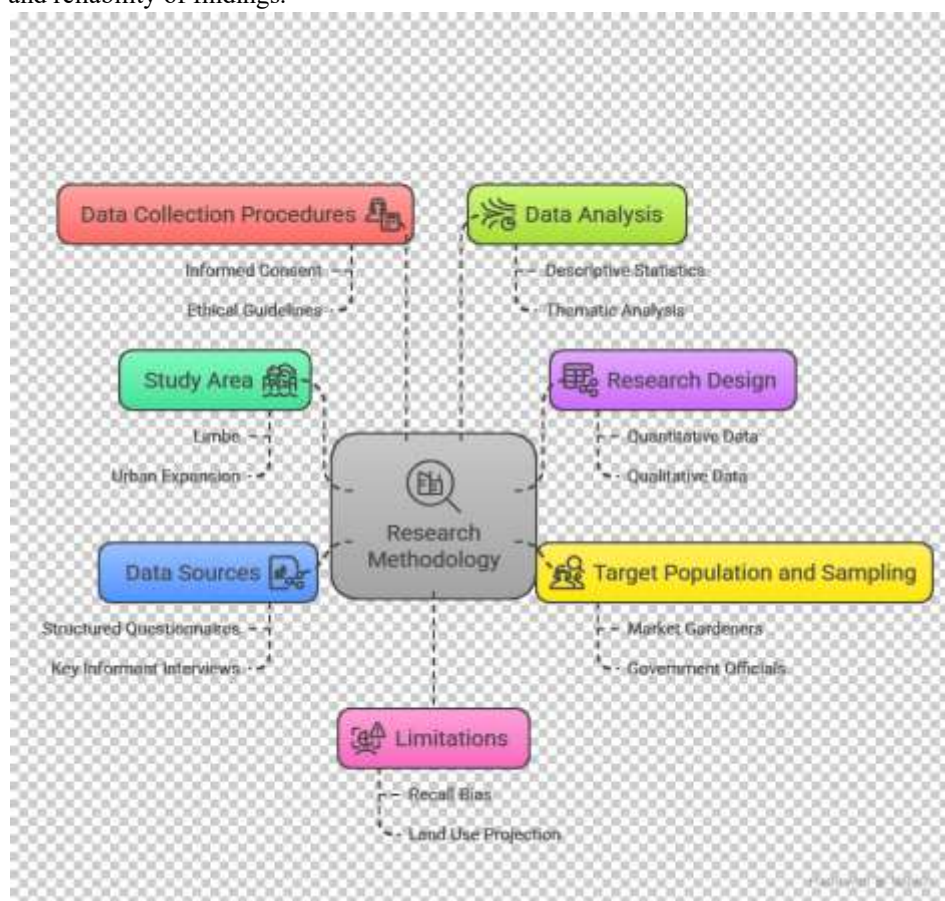 and reliability of findings.
Data Collection Procedures
Informed Consent
Ethical Guidelines
Data Analysis
Descriptive Statistics
Thematic Analysis
Study Area
Limbe
Urban Expansion
Research Design
Quantitative Data
Qualitative Data
Research
Methodology
Data Sources
Structured Questionnaires
Key Informant Interviews
Target Population and Sampling
Market Gardeners
Government Officials
Limitations
Recall Bias
Land Use Projection